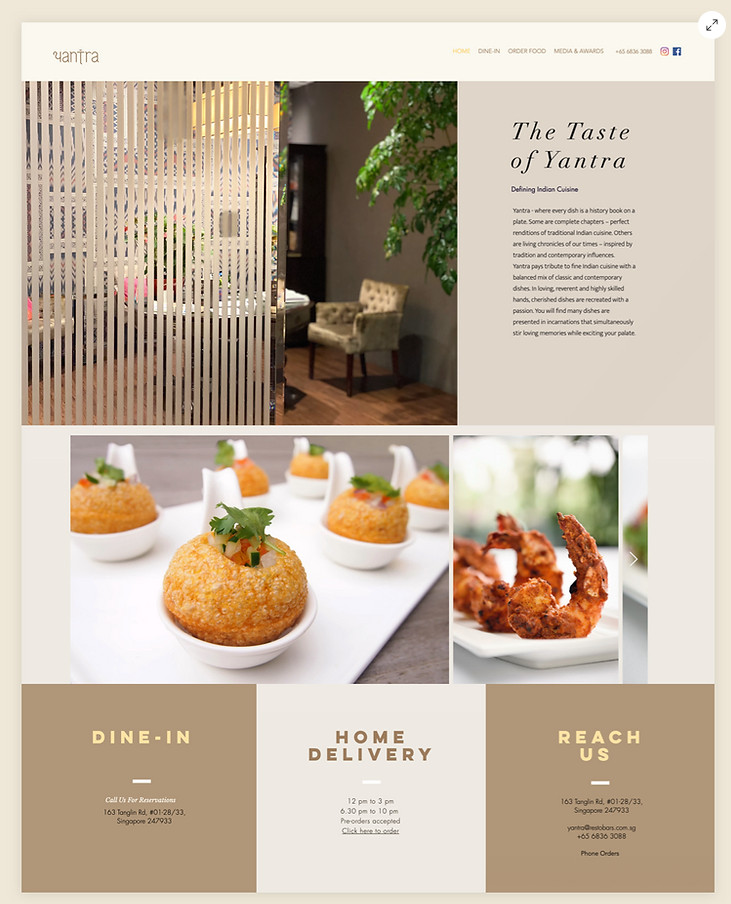 yantra
HOME DINE-IN ORDER FOOD MEDIA & AWARDS +65 6836 3088
The Taste
of Yantra
Defining Indian Cuisine
Yantra - where every dish is a history book on a
plate. Some are complete chapters – perfect
renditions of traditional Indian cuisine. Others
are living chronicles of our times – inspired by
tradition and contemporary influences.
Yantra pays tribute to fine Indian cuisine with a
balanced mix of classic and contemporary
dishes. In loving, reverent and highly skilled
hands, cherished dishes are recreated with a
passion. You will find many dishes are
presented in incarnations that simultaneously
stir loving memories while exciting your palate.
DINE-IN
Call Us For Reservations
163 Tanglin Rd, #01-28/33,
Singapore 247933
HOME
DELIVERY
12 pm to 3 pm
6.30 pm to 10 pm
Pre-orders accepted
Click here to order
REACH
US
163 Tanglin Rd, #01-28/33,
Singapore 247933
yantra@restobars.com.sg
+65 6836 3088
Phone Orders